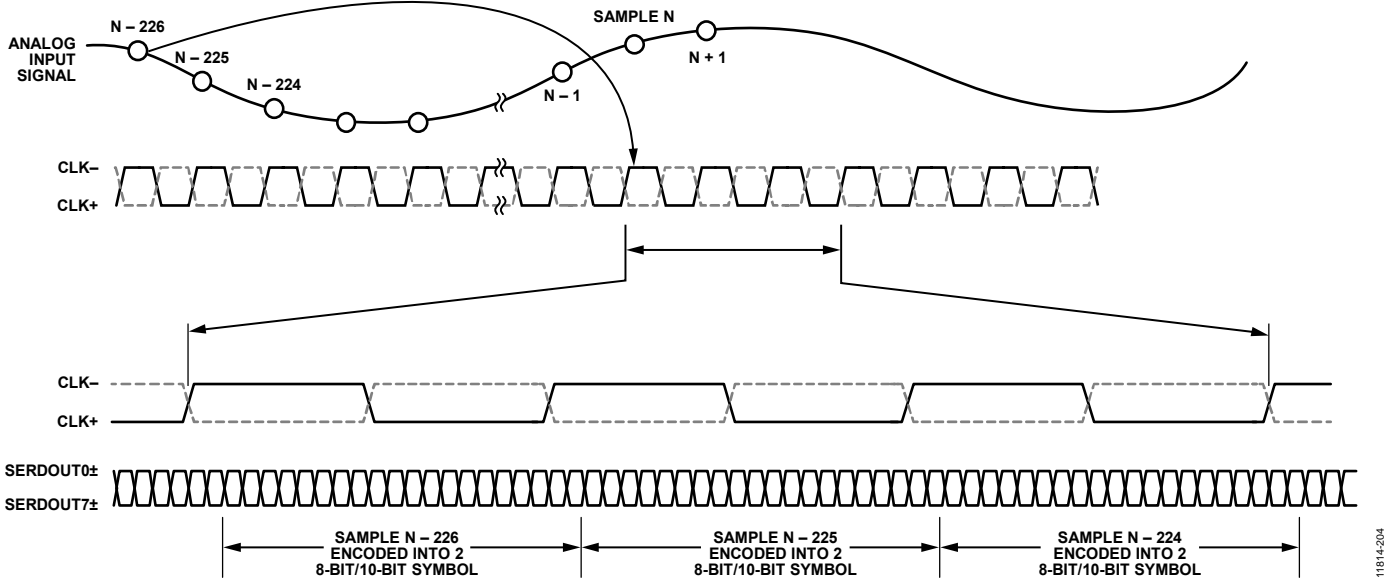 SAMPLE N
N – 226
ANALOG
INPUT
SIGNAL
N – 225
N + 1
N – 224
N – 1
CLK–
CLK+
CLK–
CLK+
SERDOUT0±
SERDOUT7±
SAMPLE N – 226
ENCODED INTO 2
8-BIT/10-BIT SYMBOL
SAMPLE N – 225
ENCODED INTO 2
8-BIT/10-BIT SYMBOL
SAMPLE N – 224
ENCODED INTO 2
8-BIT/10-BIT SYMBOL
11814-204